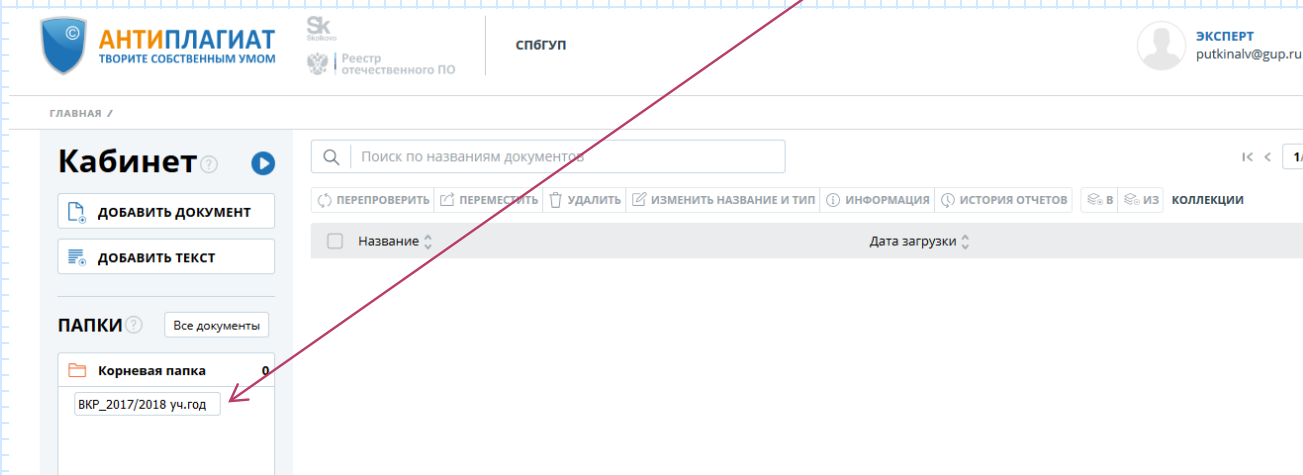 АНТИПЛАГИАТ
ТВОРИТЕ СОБСТВЕННЫМ УМОМ
Sk
Skolkovo
Реестр
отечественного ПО
СПбГУП
ЭКСПЕРТ
putkinalv@gup.ru
ГЛАВНАЯ /
Кабинет
Поиск по названиям документов
1/
ДОБАВИТЬ ДОКУМЕНТ
ПЕРЕПРОВЕРИТЬ ПЕРЕМЕСТИТЬ УДАЛИТЬ ИЗМЕНИТЬ НАЗВАНИЕ И ТИП ИНФОРМАЦИЯ ИСТОРИЯ ОТЧЕТОВ В ИЗ КОЛЛЕКЦИИ
Название Дата загрузки
ДОБАВИТЬ ТЕКСТ
ПАПКИ Все документы
Корневая папка 0
ВКР_2017/2018 уч.год